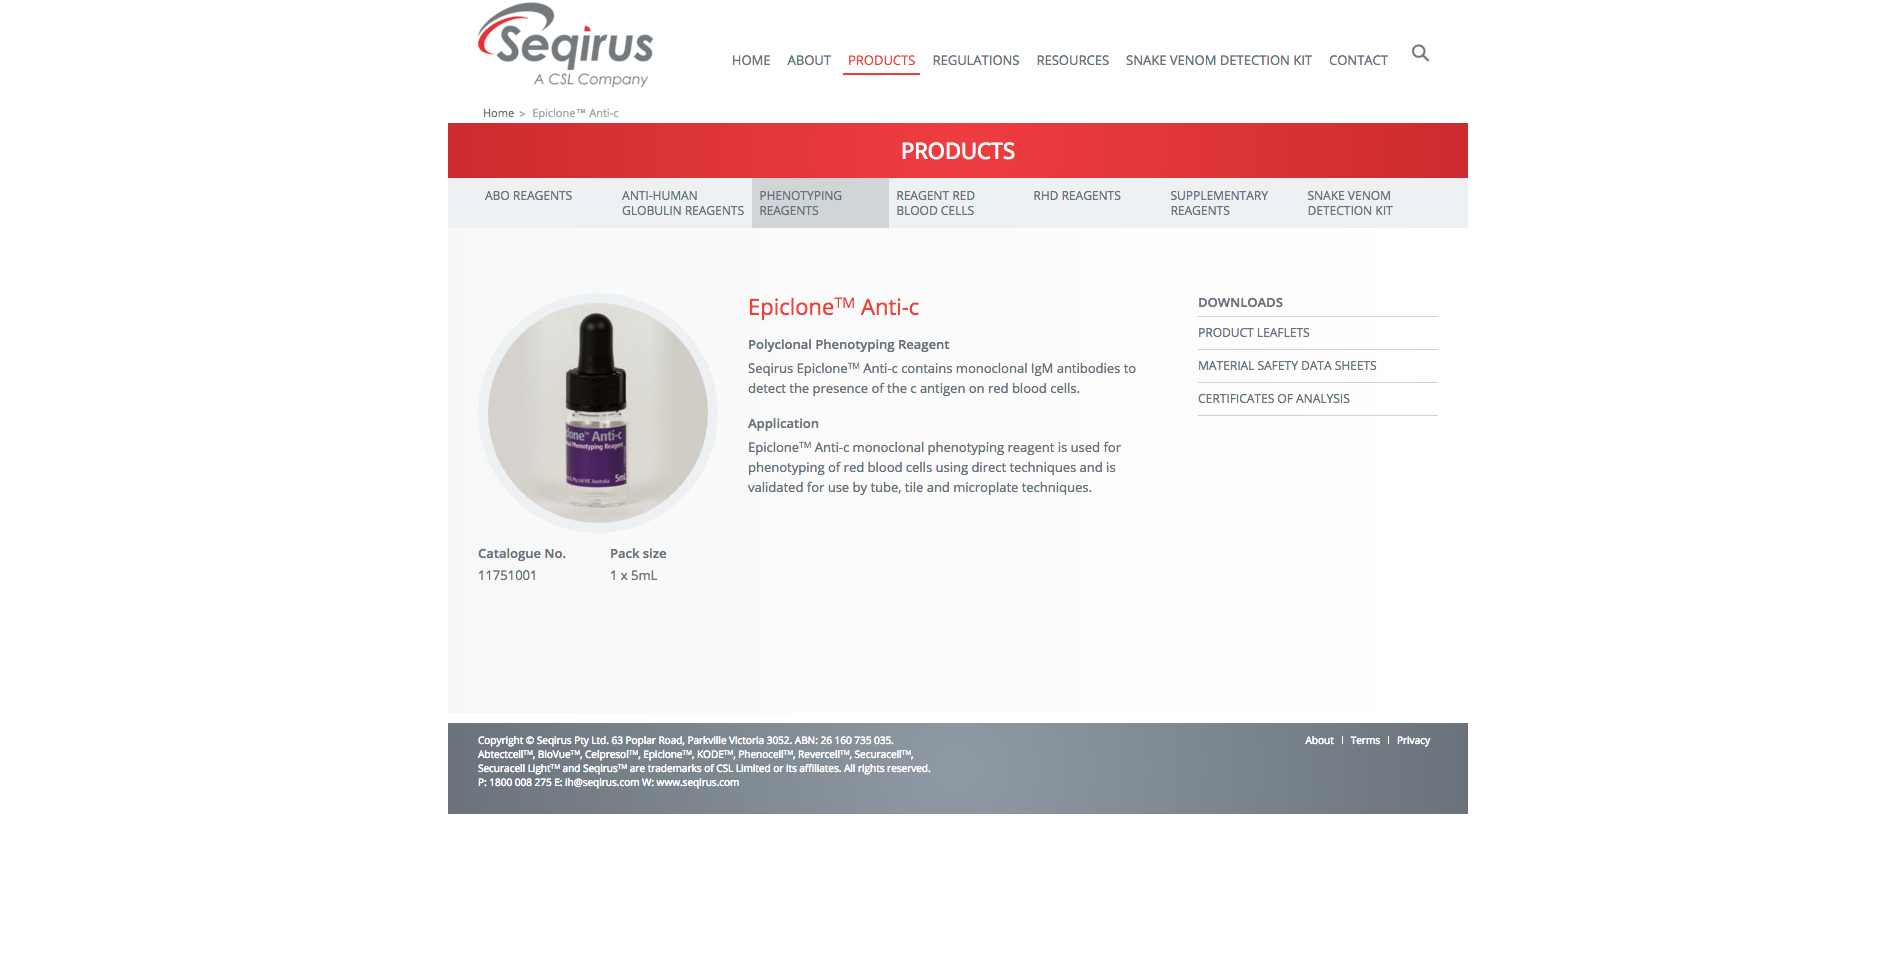 Seqirus
A CSL Company
HOME ABOUT PRODUCTS REGULATIONS RESOURCES SNAKE VENOM DETECTION KIT CONTACT
Home > Epiclone™ Anti-c
PRODUCTS
ABO REAGENTS
ANTI-HUMAN
GLOBULIN REAGENTS
PHENOTYPING
REAGENTS
REAGENT RED
BLOOD CELLS
RHD REAGENTS
SUPPLEMENTARY
REAGENTS
SNAKE VENOM
DETECTION KIT
clone™ Anti-c
Phenotyping Reagent
Australia 5mL
Catalogue No. Pack size
11751001 1 x 5mL
Epiclone™ Anti-c
Polyclonal Phenotyping Reagent
Seqirus Epiclone™ Anti-c contains monoclonal IgM antibodies to
detect the presence of the c antigen on red blood cells.
Application
Epiclone™ Anti-c monoclonal phenotyping reagent is used for
phenotyping of red blood cells using direct techniques and is
validated for use by tube, tile and microplate techniques.
DOWNLOADS
PRODUCT LEAFLETS
MATERIAL SAFETY DATA SHEETS
CERTIFICATES OF ANALYSIS
Copyright © Seqirus Pty Ltd. 63 Poplar Road, Parkville Victoria 3052. ABN: 26 160 735 035.
Abtectcell™, BioVue™, Celpresol™, Epiclone™, KODE™, Phenocell™, Revercell™, Securacell™,
Securacell Light™ and Seqirus™ are trademarks of CSL Limited or its affiliates. All rights reserved.
P: 1800 008 275 E: ih@seqirus.com W: www.seqirus.com
About | Terms | Privacy